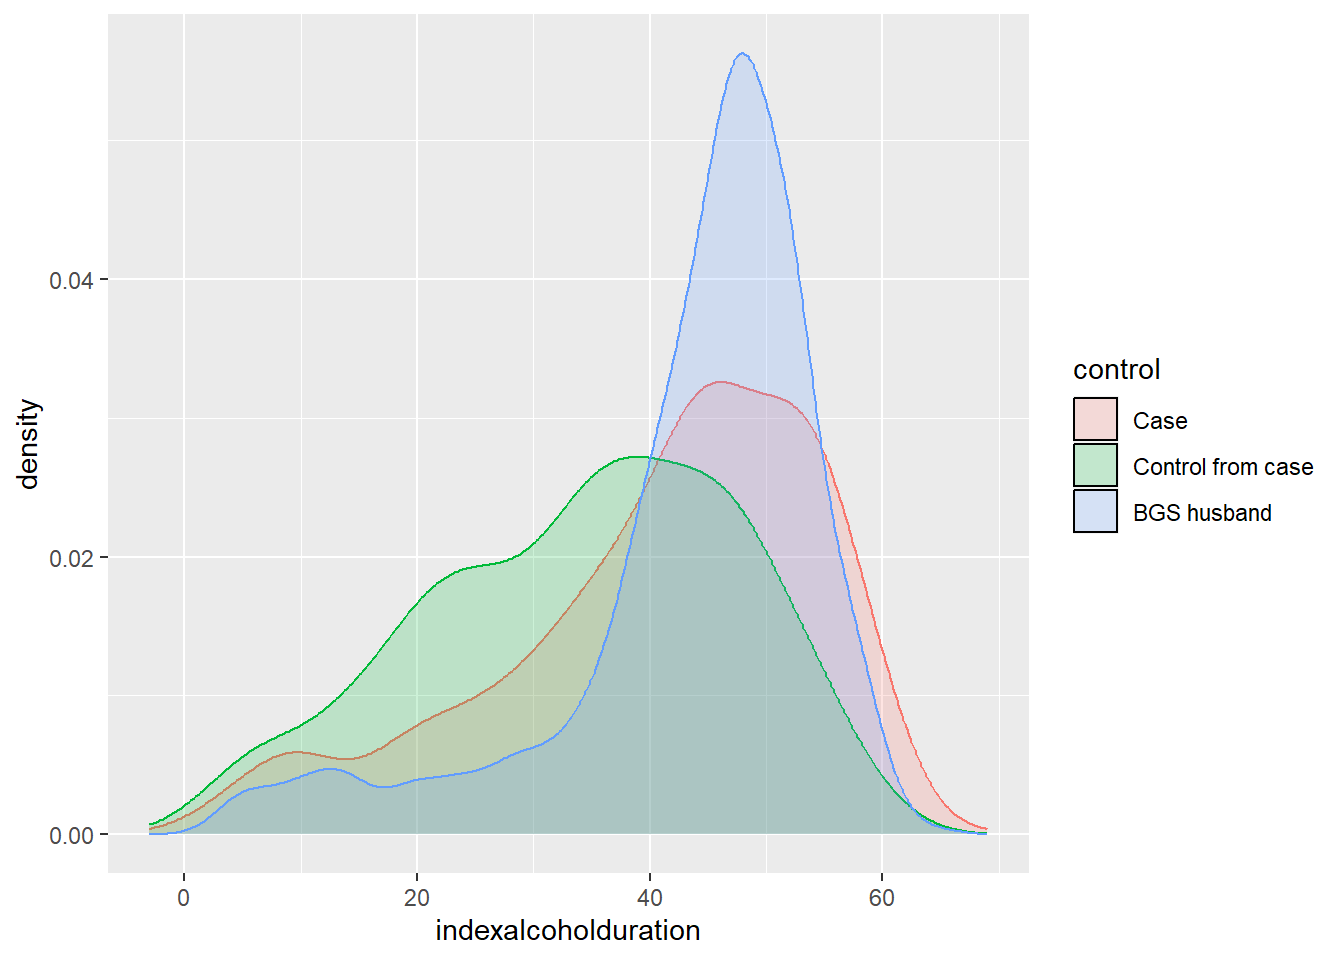 density
0.04
0.02
0.00
0 20 40 60
indexalcoholduration
control
Case
Control from case
BGS husband